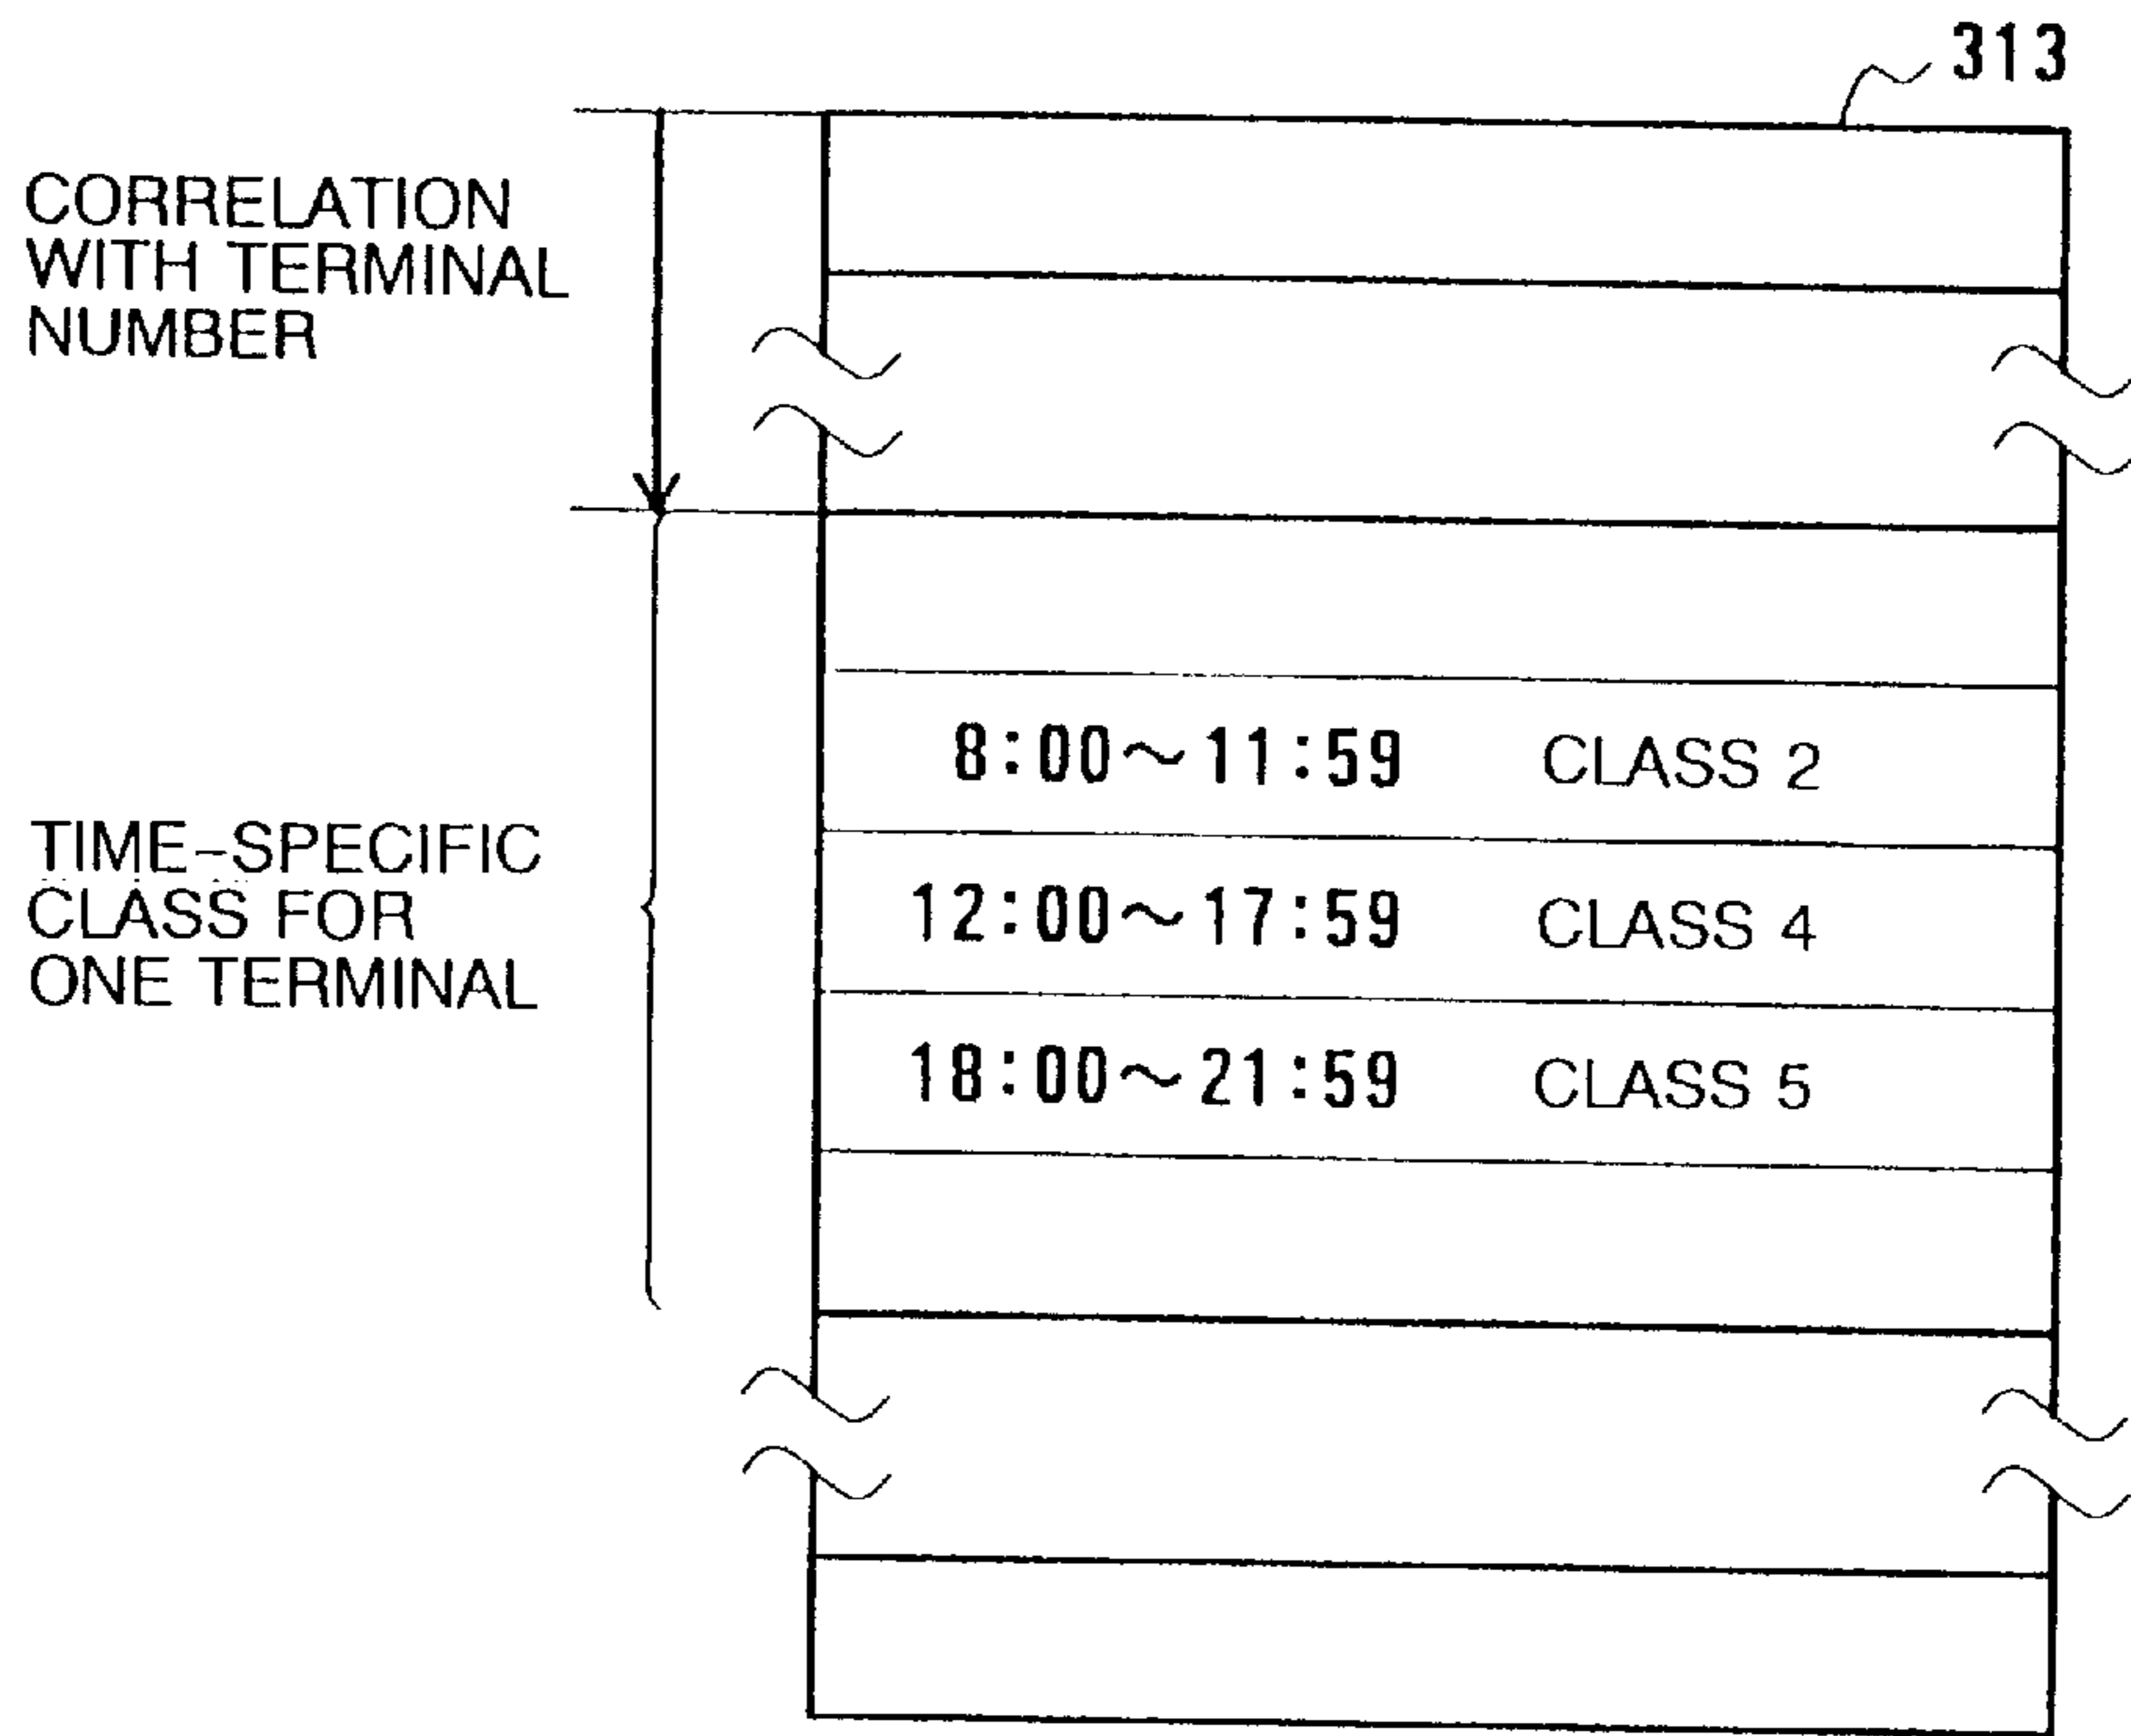 313
CORRELATION
WITH TERMINAL
NUMBER
8:00~11:59 CLASS 2
12:00~17:59 CLASS 4
18:00~21:59 CLASS 5
TIME-SPECIFIC
CLASS FOR
ONE TERMINAL